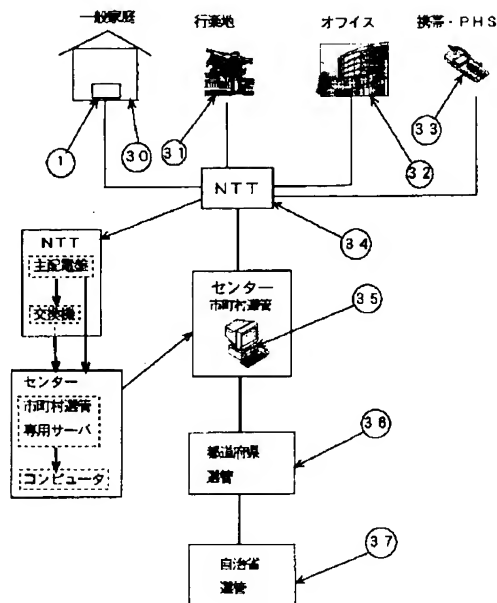 一般家庭
行楽地
オフィス
携帯・PHS
1
30
31
32
33
NTT
34
NTT
主配電盤
交換機
センター
市町村選管
35
センター
市町村選管
専用サーバ
コンピュータ
都道府県
選管
36
自治省
選管
37